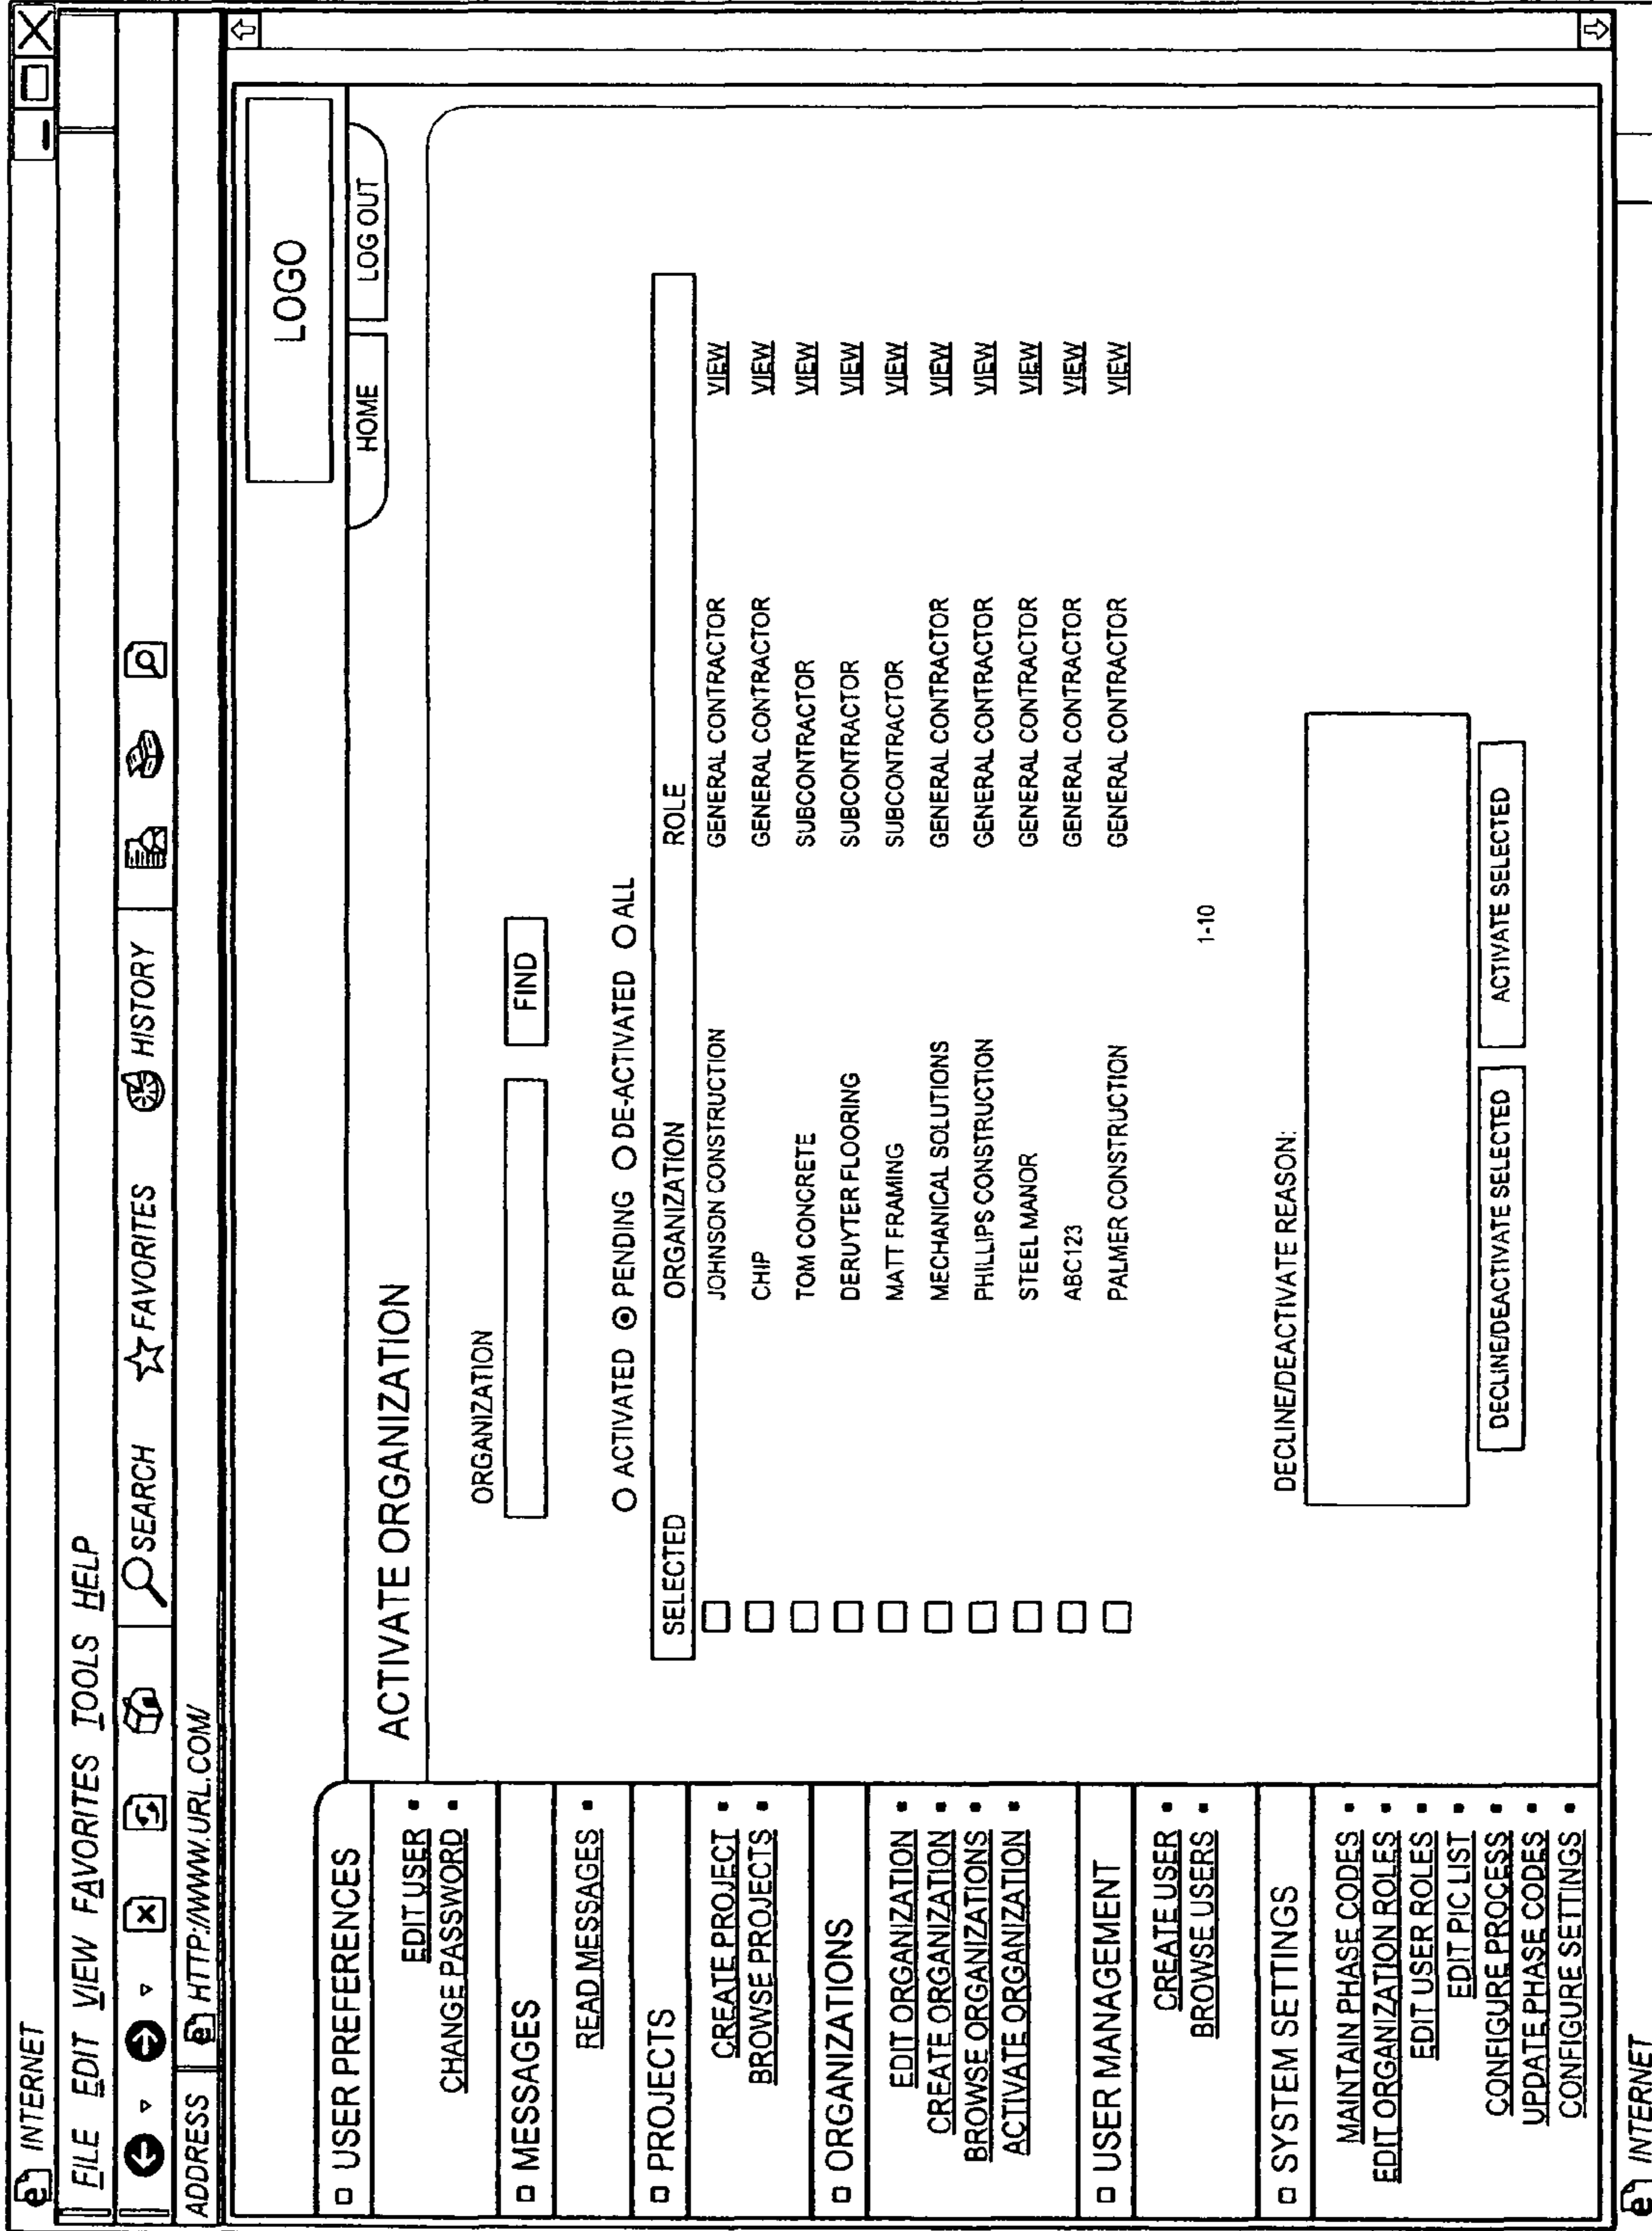 INTERNET
FILE EDIT VIEW FAVORITES TOOLS HELP
SEARCH FAVORITES HISTORY
ADDRESS HTTP://WWW.URL.COM/
LOGO
HOME LOG OUT
USER PREFERENCES
EDIT USER
CHANGE PASSWORD
MESSAGES
READ MESSAGES
PROJECTS
CREATE PROJECT
BROWSE PROJECTS
ORGANIZATIONS
EDIT ORGANIZATION
CREATE ORGANIZATION
BROWSE ORGANIZATIONS
ACTIVATE ORGANIZATION
USER MANAGEMENT
CREATE USER
BROWSE USERS
SYSTEM SETTINGS
MAINTAIN PHASE CODES
EDIT ORGANIZATION ROLES
EDIT USER ROLES
EDIT PIC LIST
CONFIGURE PROCESS
UPDATE PHASE CODES
CONFIGURE SETTINGS
ACTIVATE ORGANIZATION
ORGANIZATION
FIND
ACTIVATED PENDING DE-ACTIVATED ALL
SELECTED ORGANIZATION ROLE
JOHNSON CONSTRUCTION GENERAL CONTRACTOR VIEW
CHIP GENERAL CONTRACTOR VIEW
TOM CONCRETE SUBCONTRACTOR VIEW
DERUYTER FLOORING SUBCONTRACTOR VIEW
MATT FRAMING SUBCONTRACTOR VIEW
MECHANICAL SOLUTIONS GENERAL CONTRACTOR VIEW
PHILLIPS CONSTRUCTION GENERAL CONTRACTOR VIEW
STEEL MANOR GENERAL CONTRACTOR VIEW
ABC123 GENERAL CONTRACTOR VIEW
PALMER CONSTRUCTION GENERAL CONTRACTOR VIEW
1-10
DECLINE/DEACTIVATE REASON:
DECLINE/DEACTIVATE SELECTED ACTIVATE SELECTED
INTERNET